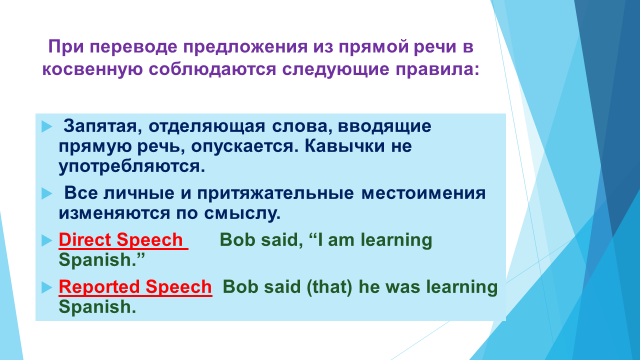 При переводе предложения из прямой речи в
косвенную соблюдаются следующие правила:
Запятая, отделяющая слова, вводящие
прямую речь, опускается. Кавычки не
употребляются.
Все личные и притяжательные местоимения
изменяются по смыслу.
Direct Speech Bob said, “I am learning
Spanish.”
Reported Speech Bob said (that) he was learning
Spanish.